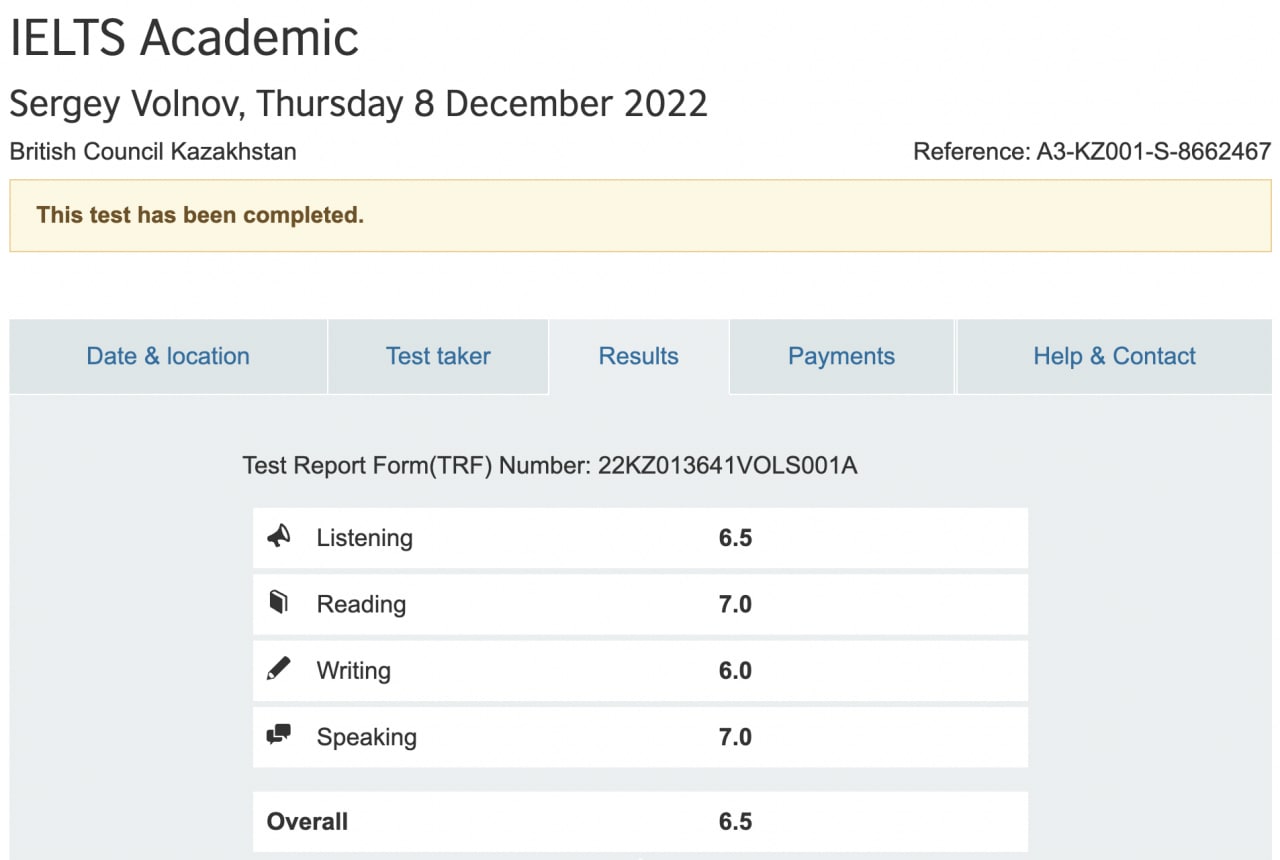 IELTS Academic
Sergey Volnov, Thursday 8 December 2022
British Council Kazakhstan Reference: A3-KZ001-S-8662467
This test has been completed.
Date & location Test taker Results Payments Help & Contact
Test Report Form(TRF) Number: 22KZ013641VOLS001A
Listening 6.5
Reading 7.0
Writing 6.0
Speaking 7.0
Overall 6.5